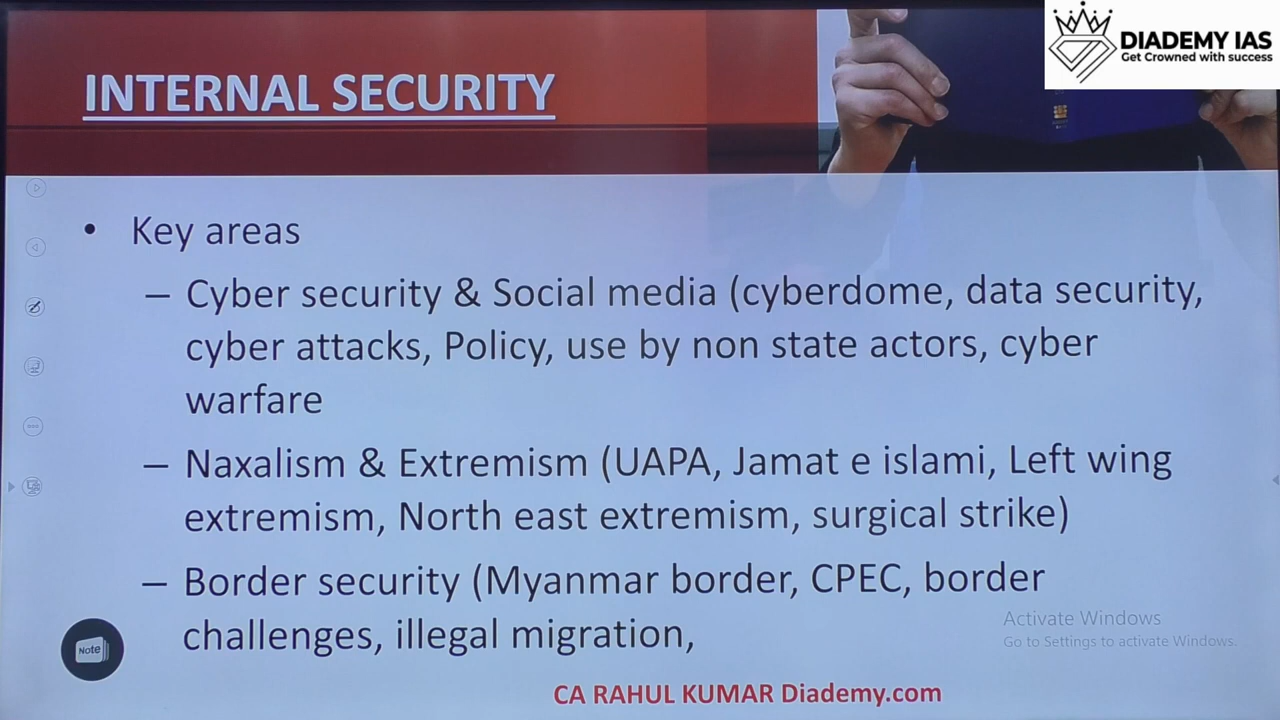 DIADEMY IAS
Get Crowned with success
INTERNAL SECURITY
• Key areas
– Cyber security & Social media (cyberdome, data security,
cyber attacks, Policy, use by non state actors, cyber
warfare
– Naxalism & Extremism (UAPA, Jamat e islami, Left wing
extremism, North east extremism, surgical strike)
– Border security (Myanmar border, CPEC, border
challenges, illegal migration,
Activate Windows
Go to Settings to activate Windows.
Note
CA RAHUL KUMAR Diademy.com